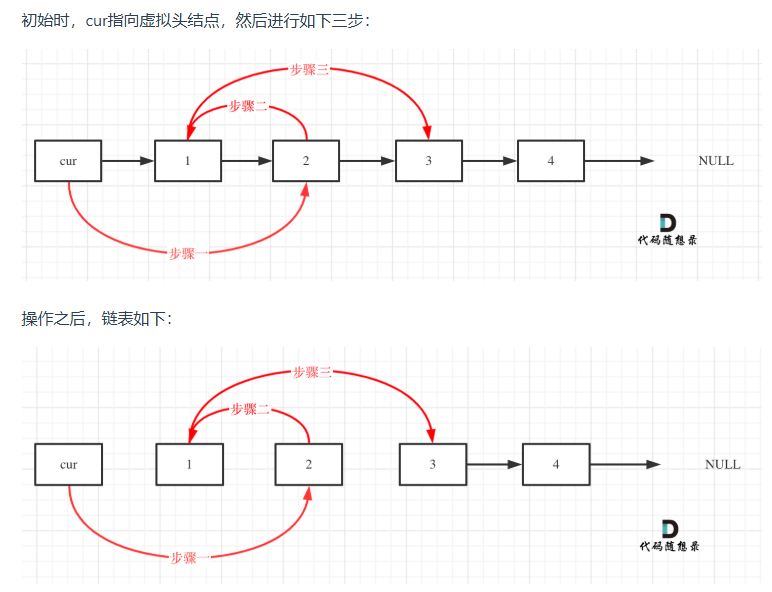 初始时，cur指向虚拟头结点，然后进行如下三步：
步骤三
步骤二
cur
1
2
3
4
NULL
步骤一
代码随想录
操作之后，链表如下：
步骤三
步骤二
cur
1
2
3
4
NULL
步骤一
代码随想录